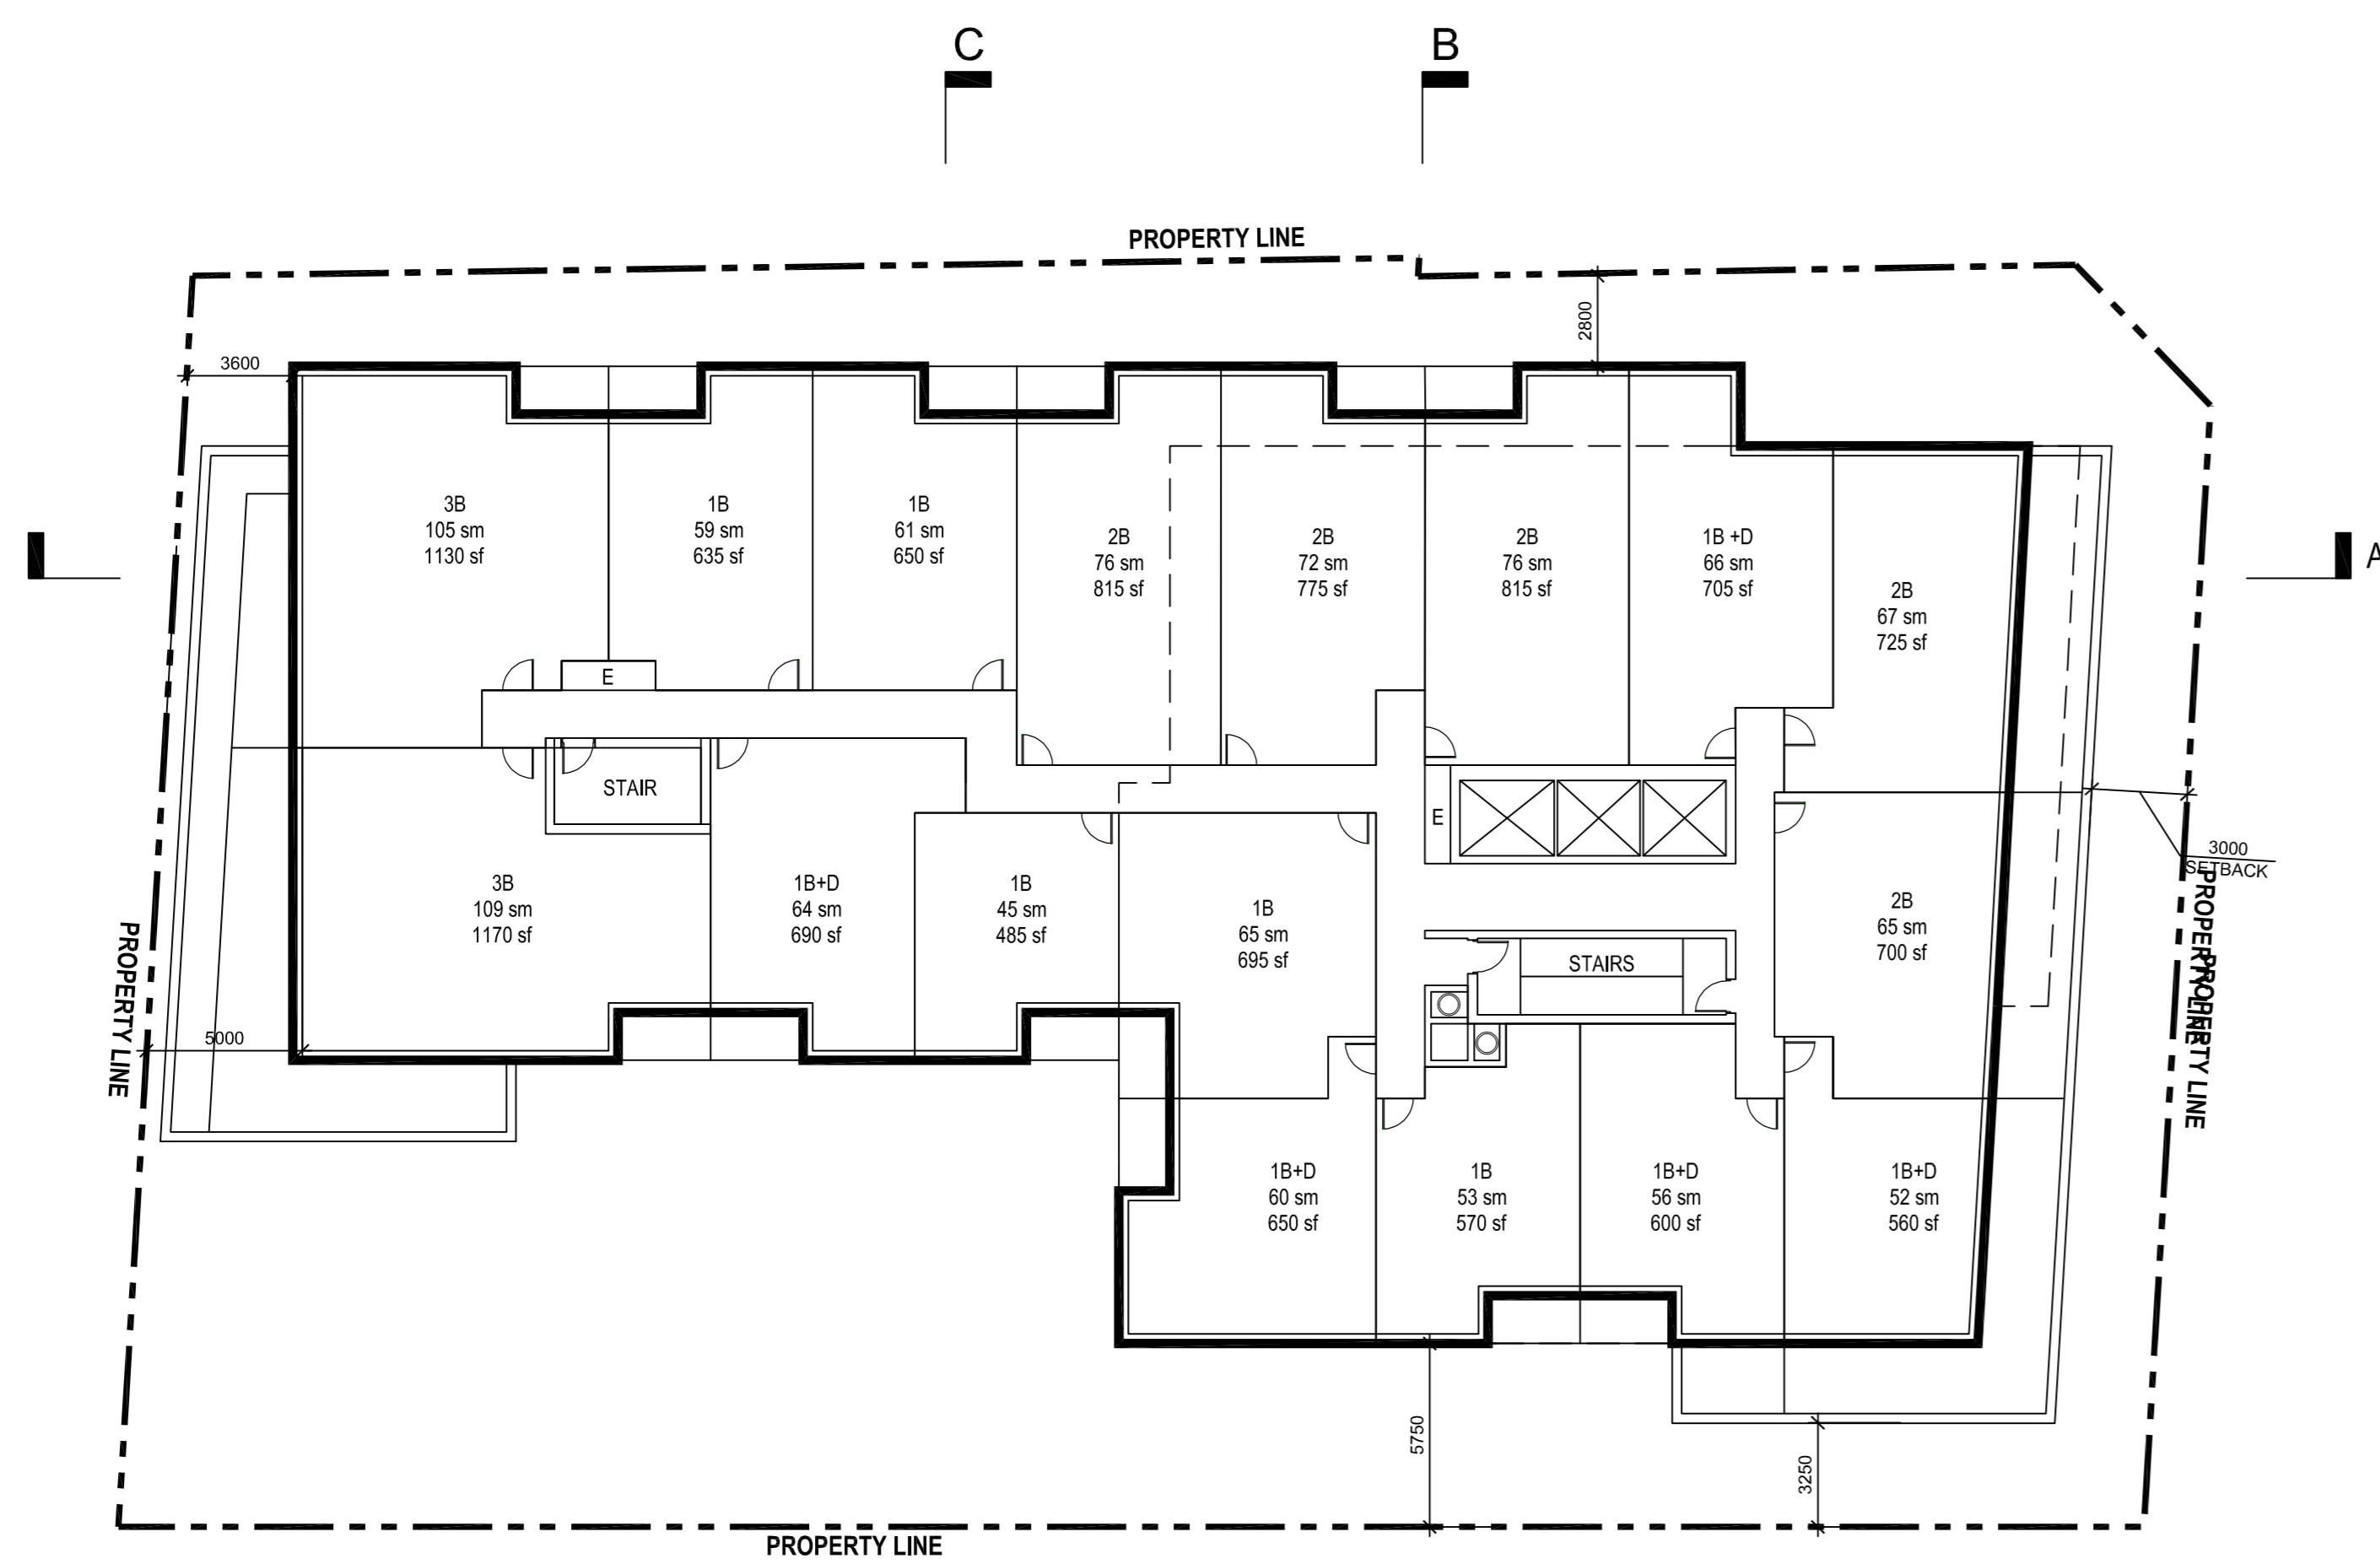 C
B
PROPERTY LINE
2800
3600
3B
105 sm
1130 sf
1B
59 sm
635 sf
1B
61 sm
650 sf
2B
76 sm
815 sf
2B
72 sm
775 sf
2B
76 sm
815 sf
1B +D
66 sm
705 sf
2B
67 sm
725 sf
A
E
STAIR
E
3B
109 sm
1170 sf
1B+D
64 sm
690 sf
1B
45 sm
485 sf
1B
65 sm
695 sf
STAIRS
2B
65 sm
700 sf
3000
SETBACK
PROPERTY LINE
PROPERTY LINE
PROPERTY LINE
5000
1B+D
60 sm
650 sf
1B
53 sm
570 sf
1B+D
56 sm
600 sf
1B+D
52 sm
560 sf
5750
3250
PROPERTY LINE